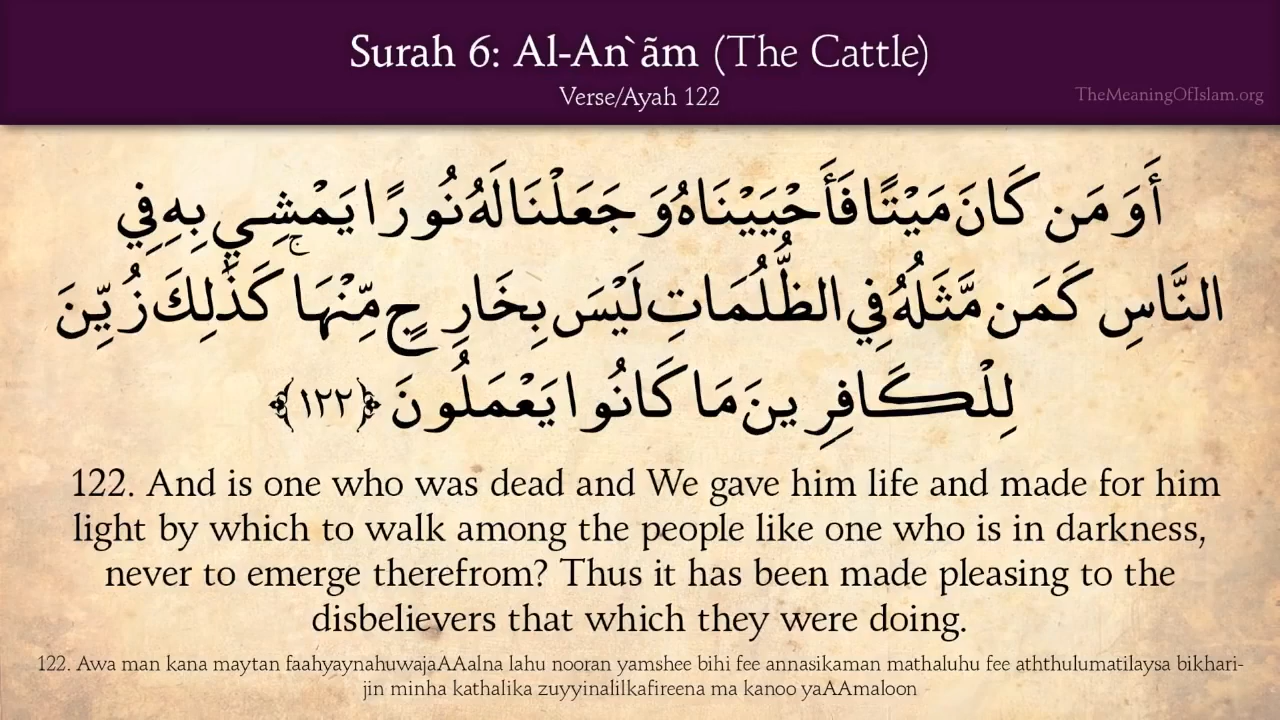 Surah 6: Al-An`ãm (The Cattle)
Verse/Ayah 122
TheMeaningOfIslam.org
أَوَمَن كَانَ مَيْتًا فَأَحْيَيْنَاهُ وَجَعَلْنَا لَهُ نُورًا يَمْشِي بِهِ فِي
النَّاسِ كَمَن مَّثَلُهُ فِي الظُّلُمَاتِ لَيْسَ بِخَارِجٍ مِّنْهَا ۚ كَذَٰلِكَ زُيِّنَ
لِلْكَافِرِينَ مَا كَانُوا يَعْمَلُونَ ﴿١٢٢﴾
122. And is one who was dead and We gave him life and made for him
light by which to walk among the people like one who is in darkness,
never to emerge therefrom? Thus it has been made pleasing to the
disbelievers that which they were doing.
122. Awa man kana maytan faahyaynahuwajaAAalna lahu nooran yamshee bihi fee annasikaman mathaluhu fee aththulumatilaysa bikhari-
jin minha kathalika zuyyinalilkafireena ma kanoo yaAAmaloon